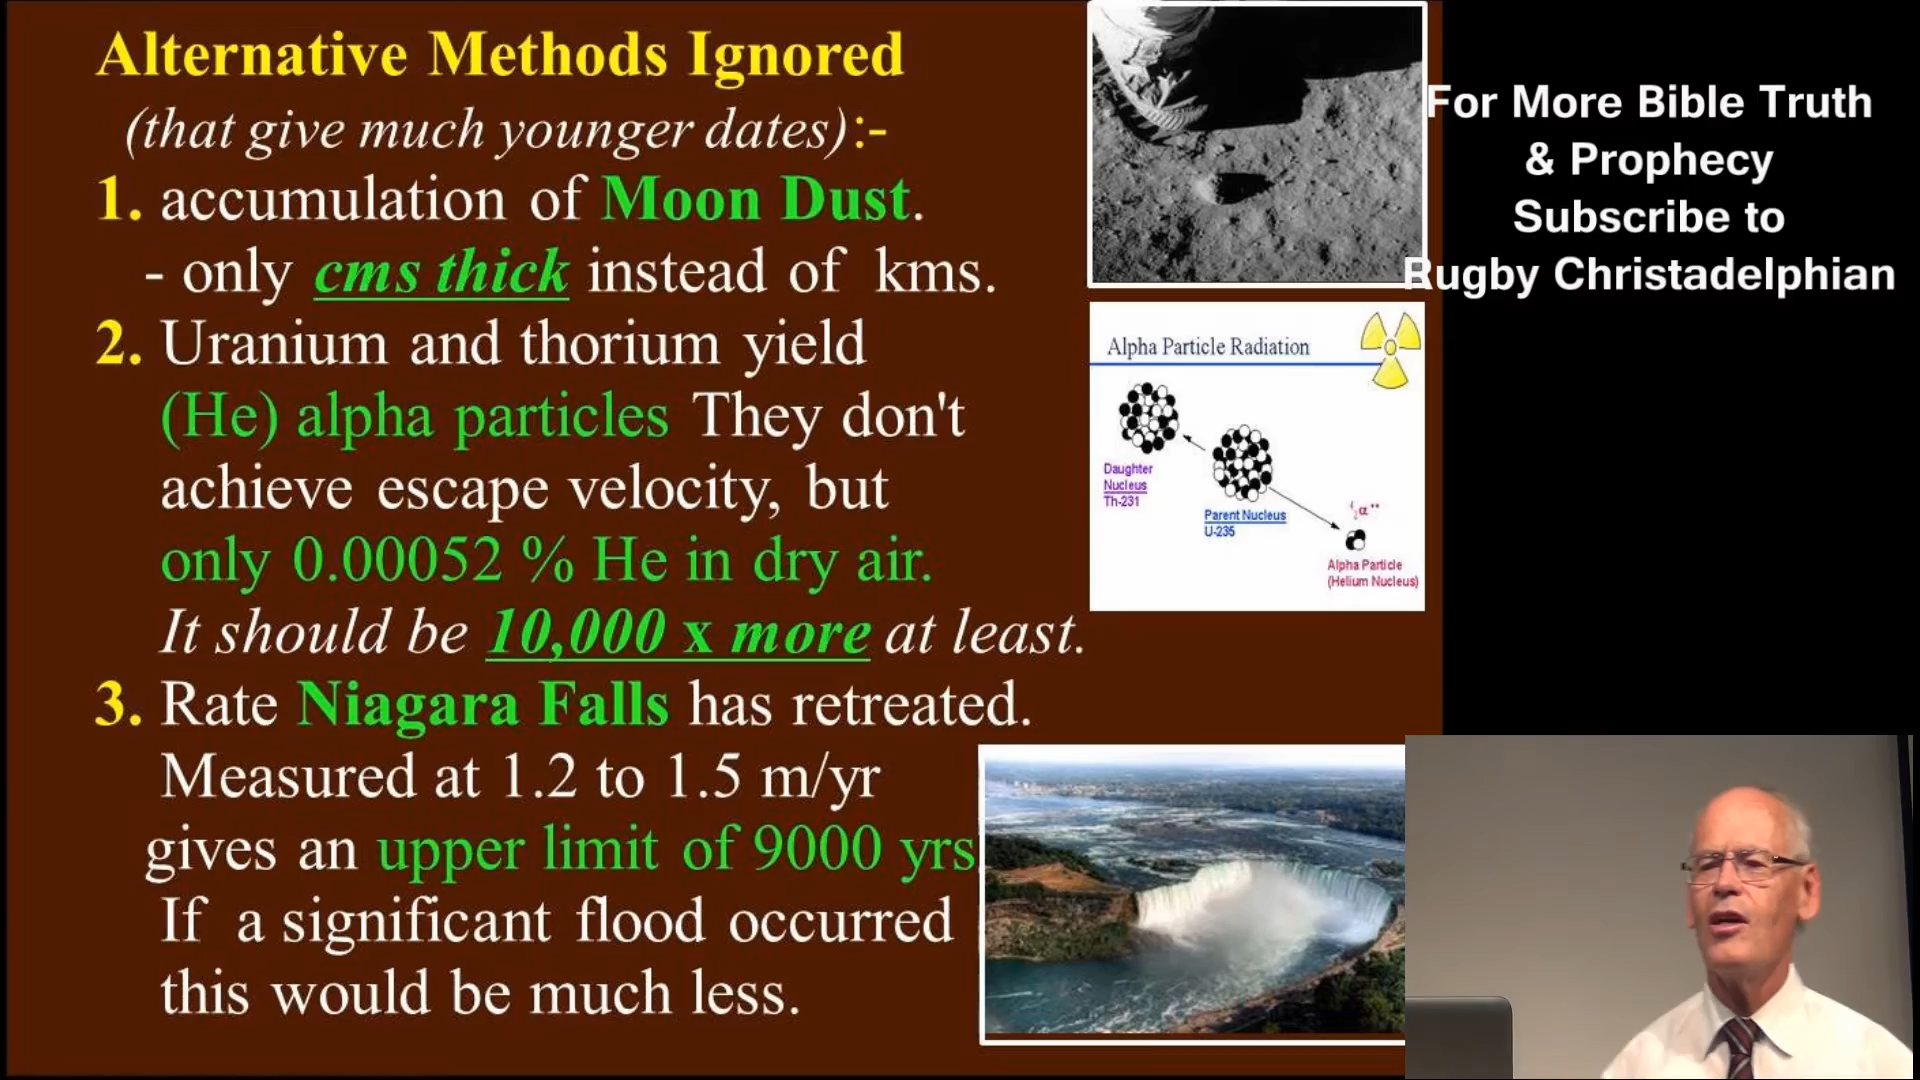 Alternative Methods Ignored
(that give much younger dates):-
1. accumulation of Moon Dust.
- only cms thick instead of kms.
2. Uranium and thorium yield
(He) alpha particles They don't
achieve escape velocity, but
only 0.00052 % He in dry air.
It should be 10,000 x more at least.
3. Rate Niagara Falls has retreated.
Measured at 1.2 to 1.5 m/yr
gives an upper limit of 9000 yrs
If a significant flood occurred
this would be much less.
Alpha Particle Radiation
Daughter
Nucleus
Th-231
Parent Nucleus
U-235
α
Alpha Particle
(Helium Nucleus)
For More Bible Truth
& Prophecy
Subscribe to
Rugby Christadelphian